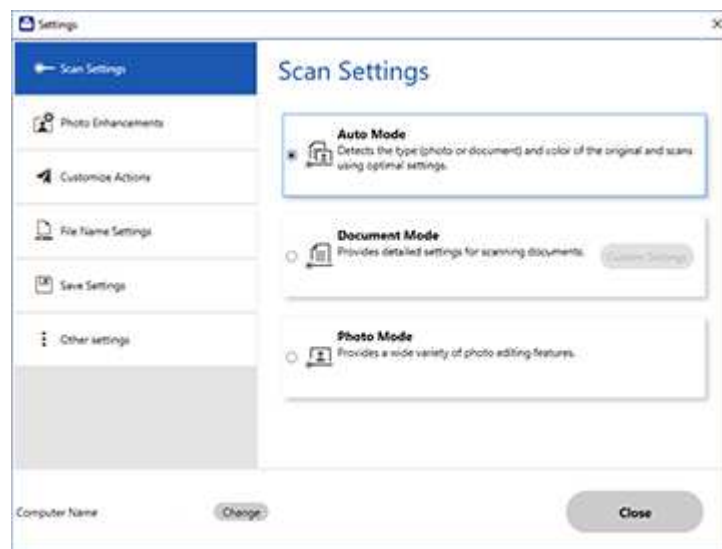 Settings
Scan Settings
Photo Enhancements
Customize Actions
File Name Settings
Save Settings
Other settings
Scan Settings
Auto Mode
Detects the type (photo or document) and color of the original and scans
using optimal settings.
Document Mode
Provides detailed settings for scanning documents.
Custom Settings
Photo Mode
Provides a wide variety of photo editing features.
Computer Name
Change
Close